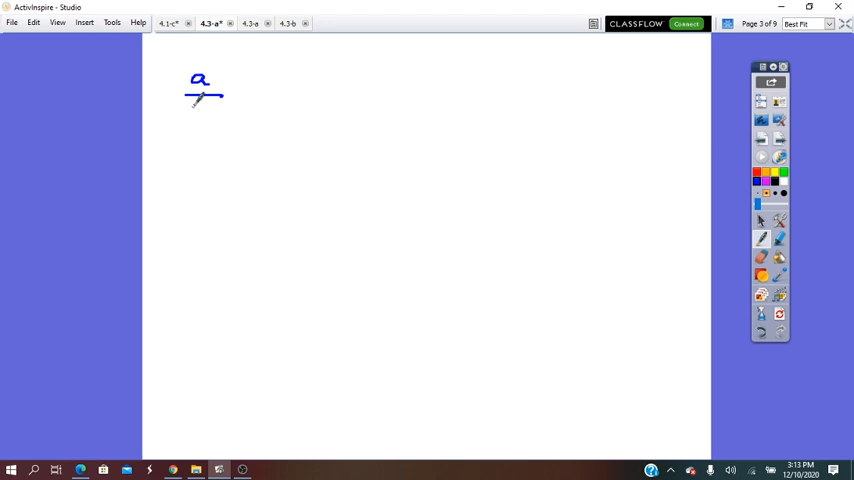 ActivInspire - Studio
File Edit View Insert Tools Help 4.1-c* 4.3-a* 4.3-a 4.3-b CLASSFLOW Connect Page 3 of 9 Best Fit
a
3:13 PM
12/10/2020